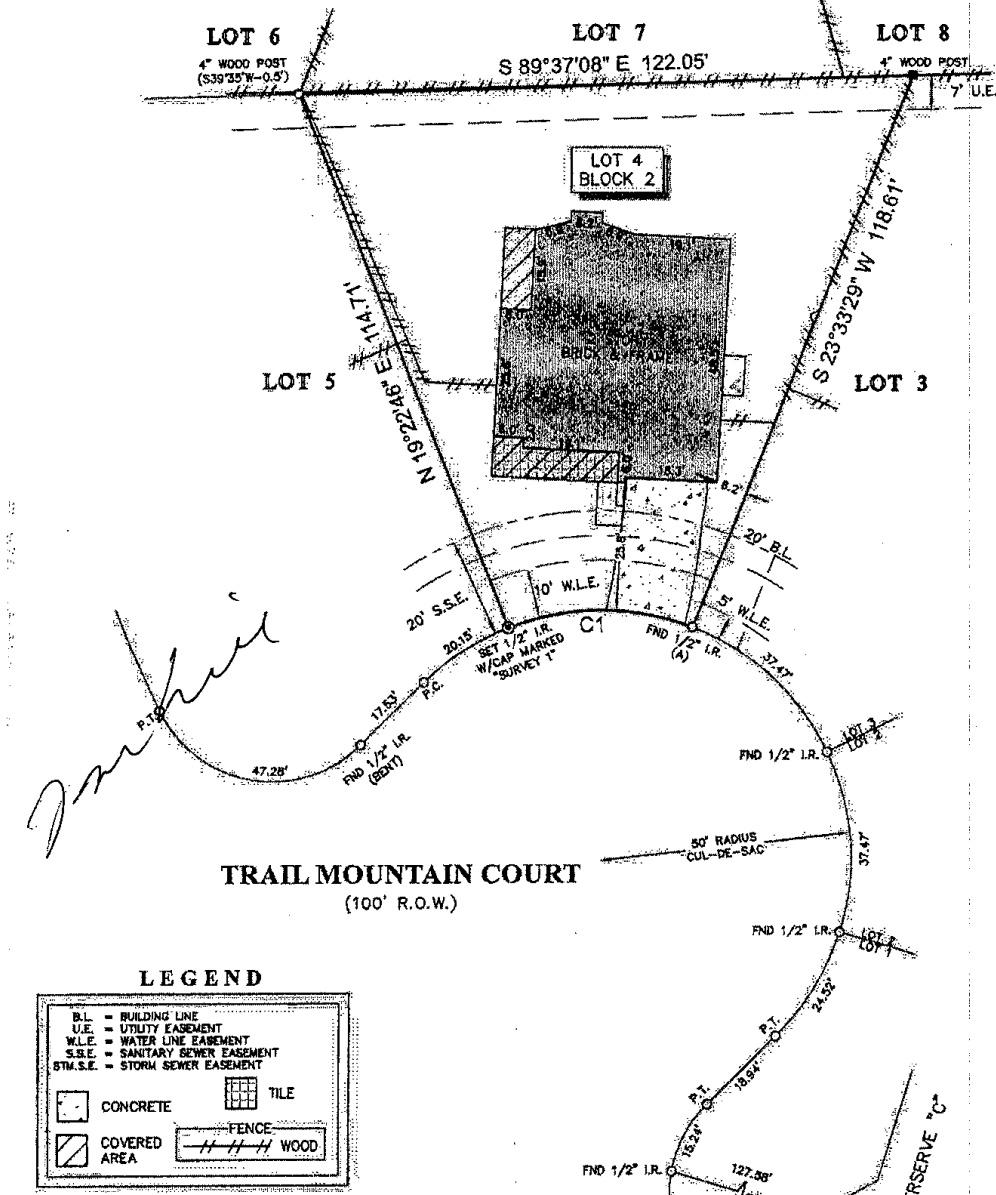 LOT 6
LOT 7
LOT 8
4" WOOD POST
(S39°35'W-0.5')
S 89°37'08" E 122.05'
4" WOOD POST
7' U.E.
LOT 4
BLOCK 2
BRICK & FRAME
LOT 5
LOT 3
N 19°22'46" E 114.71'
S 23°33'29" W 118.61'
8.2'
25.8'
20' B.L.
20' S.S.E.
10' W.L.E.
5' W.L.E.
C1
20.15'
SET 1/2" I.R.
W/CAP MARKED
"SURVEY 1"
FND 1/2" I.R.
(A)
37.47'
P.C.
17.53'
P.T.
FND 1/2" I.R.
(BENT)
47.28'
FND 1/2" I.R.
LOT 3
LOT 2
50' RADIUS
CUL-DE-SAC
37.47'
TRAIL MOUNTAIN COURT
(100' R.O.W.)
FND 1/2" I.R.
LOT 2
LOT 1
24.52'
P.T.
18.94'
P.T.
15.24'
FND 1/2" I.R.
127.58'
LEGEND
B.L. = BUILDING LINE
U.E. = UTILITY EASEMENT
W.L.E. = WATER LINE EASEMENT
S.S.E. = SANITARY SEWER EASEMENT
STM.S.E. = STORM SEWER EASEMENT
CONCRETE
TILE
COVERED
AREA
FENCE
WOOD